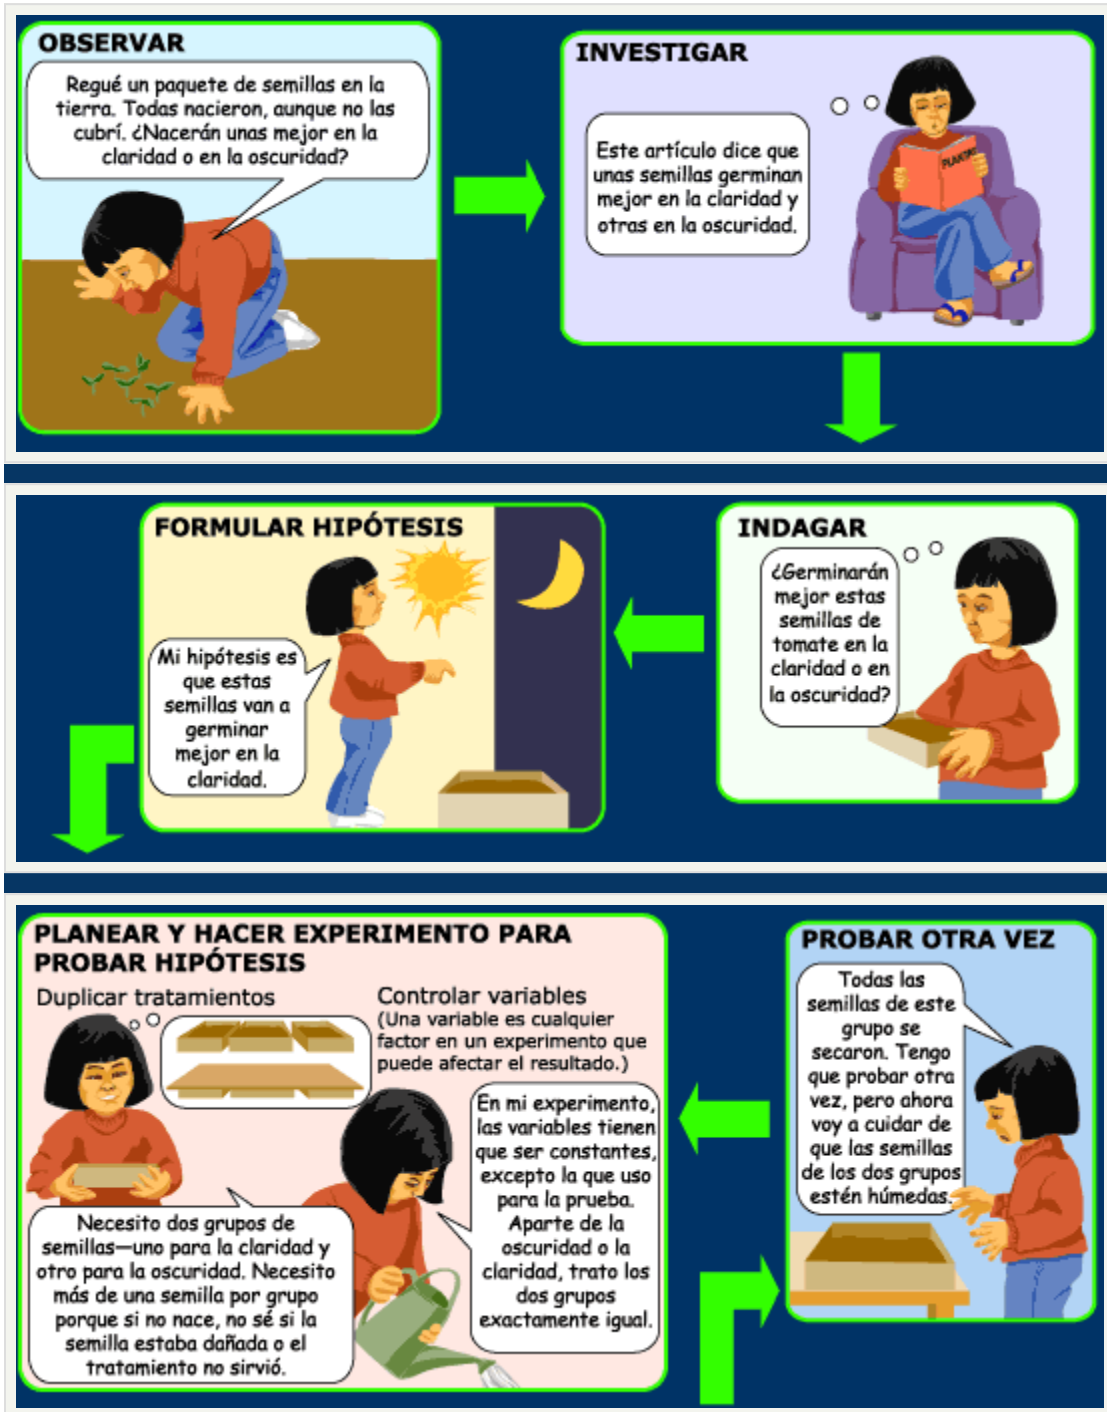 OBSERVAR
Regué un paquete de semillas en la
tierra. Todas nacieron, aunque no las
cubrí. ¿Nacerán unas mejor en la
claridad o en la oscuridad?
INVESTIGAR
Este artículo dice que
unas semillas germinan
mejor en la claridad y
otras en la oscuridad.
PLANTAS
INDAGAR
¿Germinarán
mejor estas
semillas de
tomate en la
claridad o en
la oscuridad?
FORMULAR HIPÓTESIS
Mi hipótesis es
que estas
semillas van a
germinar
mejor en la
claridad.
PLANEAR Y HACER EXPERIMENTO PARA
PROBAR HIPÓTESIS
Duplicar tratamientos
Necesito dos grupos de
semillas—uno para la claridad y
otro para la oscuridad. Necesito
más de una semilla por grupo
porque si no nace, no sé si la
semilla estaba dañada o el
tratamiento no sirvió.
Controlar variables
(Una variable es cualquier
factor en un experimento que
puede afectar el resultado.)
En mi experimento,
las variables tienen
que ser constantes,
excepto la que uso
para la prueba.
Aparte de la
oscuridad o la
claridad, trato los
dos grupos
exactamente igual.
PROBAR OTRA VEZ
Todas las
semillas de este
grupo se
secaron. Tengo
que probar otra
vez, pero ahora
voy a cuidar de
que las semillas
de los dos grupos
estén húmedas.